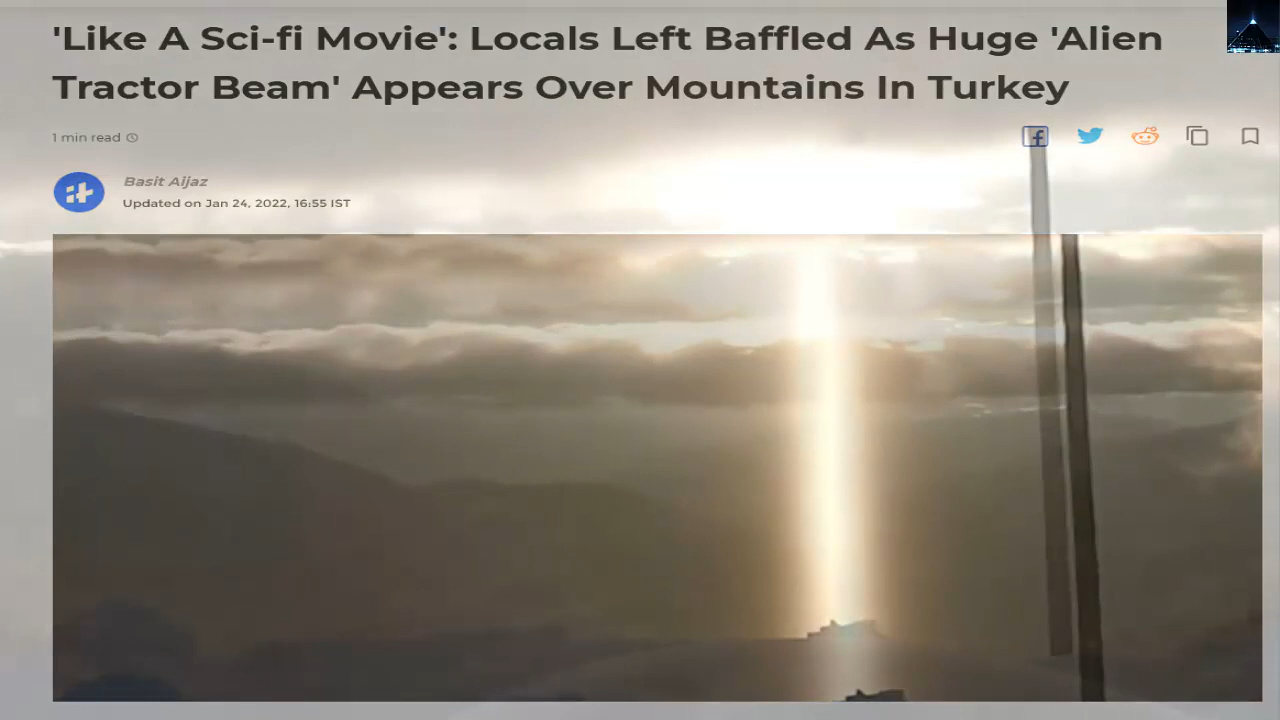 'Like A Sci-fi Movie': Locals Left Baffled As Huge 'Alien
Tractor Beam' Appears Over Mountains In Turkey
1 min read
Basit Aijaz
Updated on Jan 24, 2022, 16:55 IST